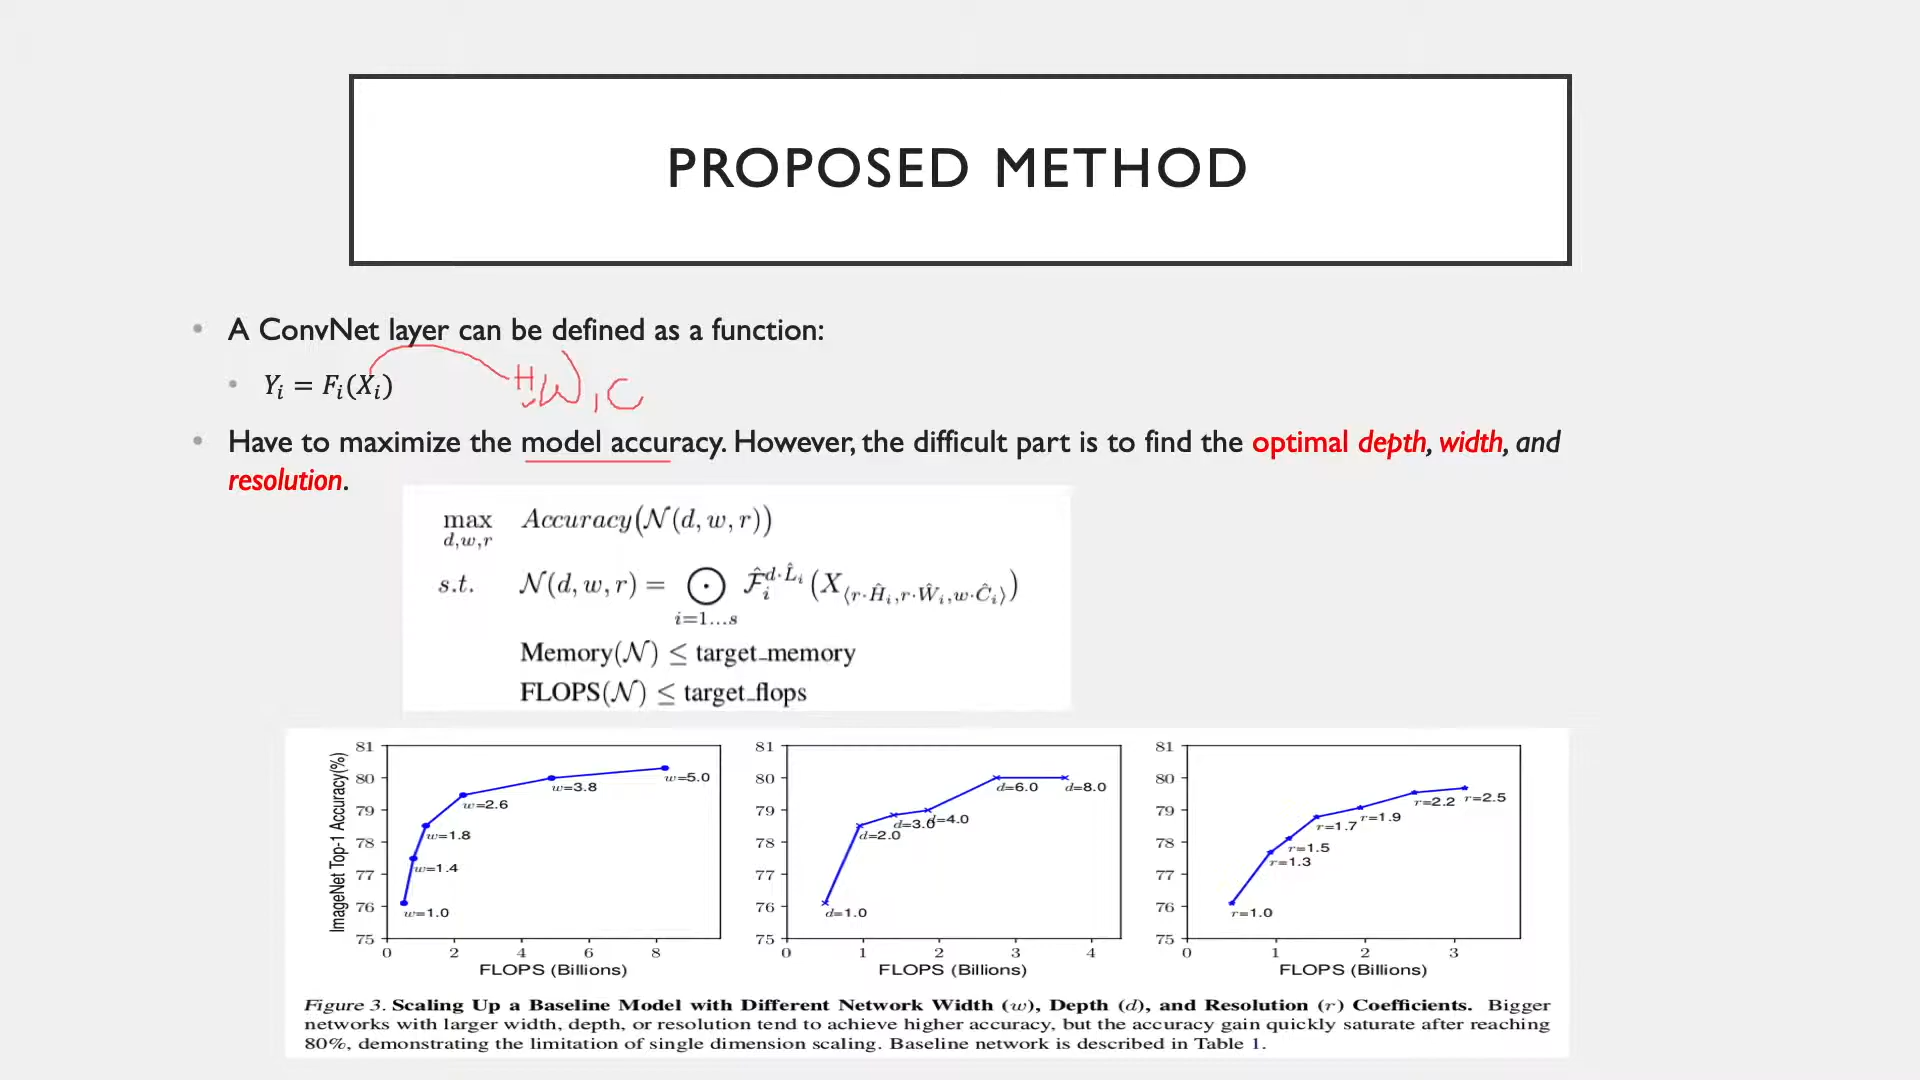 PROPOSED METHOD
• A ConvNet layer can be defined as a function:
• Yᵢ = Fᵢ(Xᵢ)
H, W, C
• Have to maximize the model accuracy. However, the difficult part is to find the optimal depth, width, and
resolution.
max Accuracy(𝒩(d, w, r))
d,w,r
s.t. 𝒩(d, w, r) = ⨀ ℱ̂ᵢ^{d·L̂ᵢ} (X_{⟨r·Ĥᵢ, r·Ŵᵢ, w·Ĉᵢ⟩})
i=1...s
Memory(𝒩) ≤ target_memory
FLOPS(𝒩) ≤ target_flops
ImageNet Top-1 Accuracy(%)
81
80
79
78
77
76
75
w=1.0
w=1.4
w=1.8
w=2.6
w=3.8
w=5.0
0 2 4 6 8
FLOPS (Billions)
81
80
79
78
77
76
75
d=1.0
d=2.0
d=3.0
d=4.0
d=6.0
d=8.0
0 1 2 3 4
FLOPS (Billions)
81
80
79
78
77
76
75
r=1.0
r=1.3
r=1.5
r=1.7
r=1.9
r=2.2
r=2.5
0 1 2 3
FLOPS (Billions)
Figure 3. Scaling Up a Baseline Model with Different Network Width (w), Depth (d), and Resolution (r) Coefficients. Bigger
networks with larger width, depth, or resolution tend to achieve higher accuracy, but the accuracy gain quickly saturate after reaching
80%, demonstrating the limitation of single dimension scaling. Baseline network is described in Table 1.